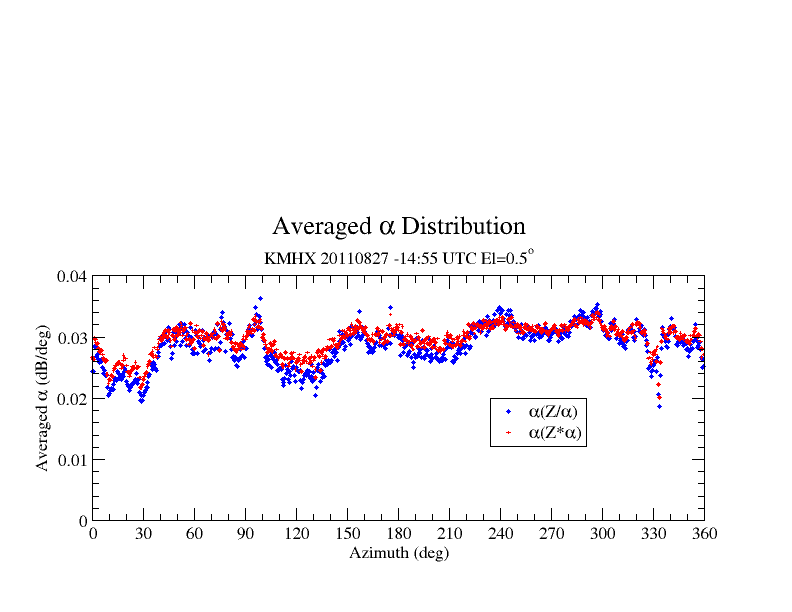 Averaged α Distribution
KMHX 20110827 -14:55 UTC El=0.5°
Averaged α (dB/deg)
0.04
0.03
0.02
0.01
0
α(Z/α)
α(Z*α)
0 30 60 90 120 150 180 210 240 270 300 330 360
Azimuth (deg)